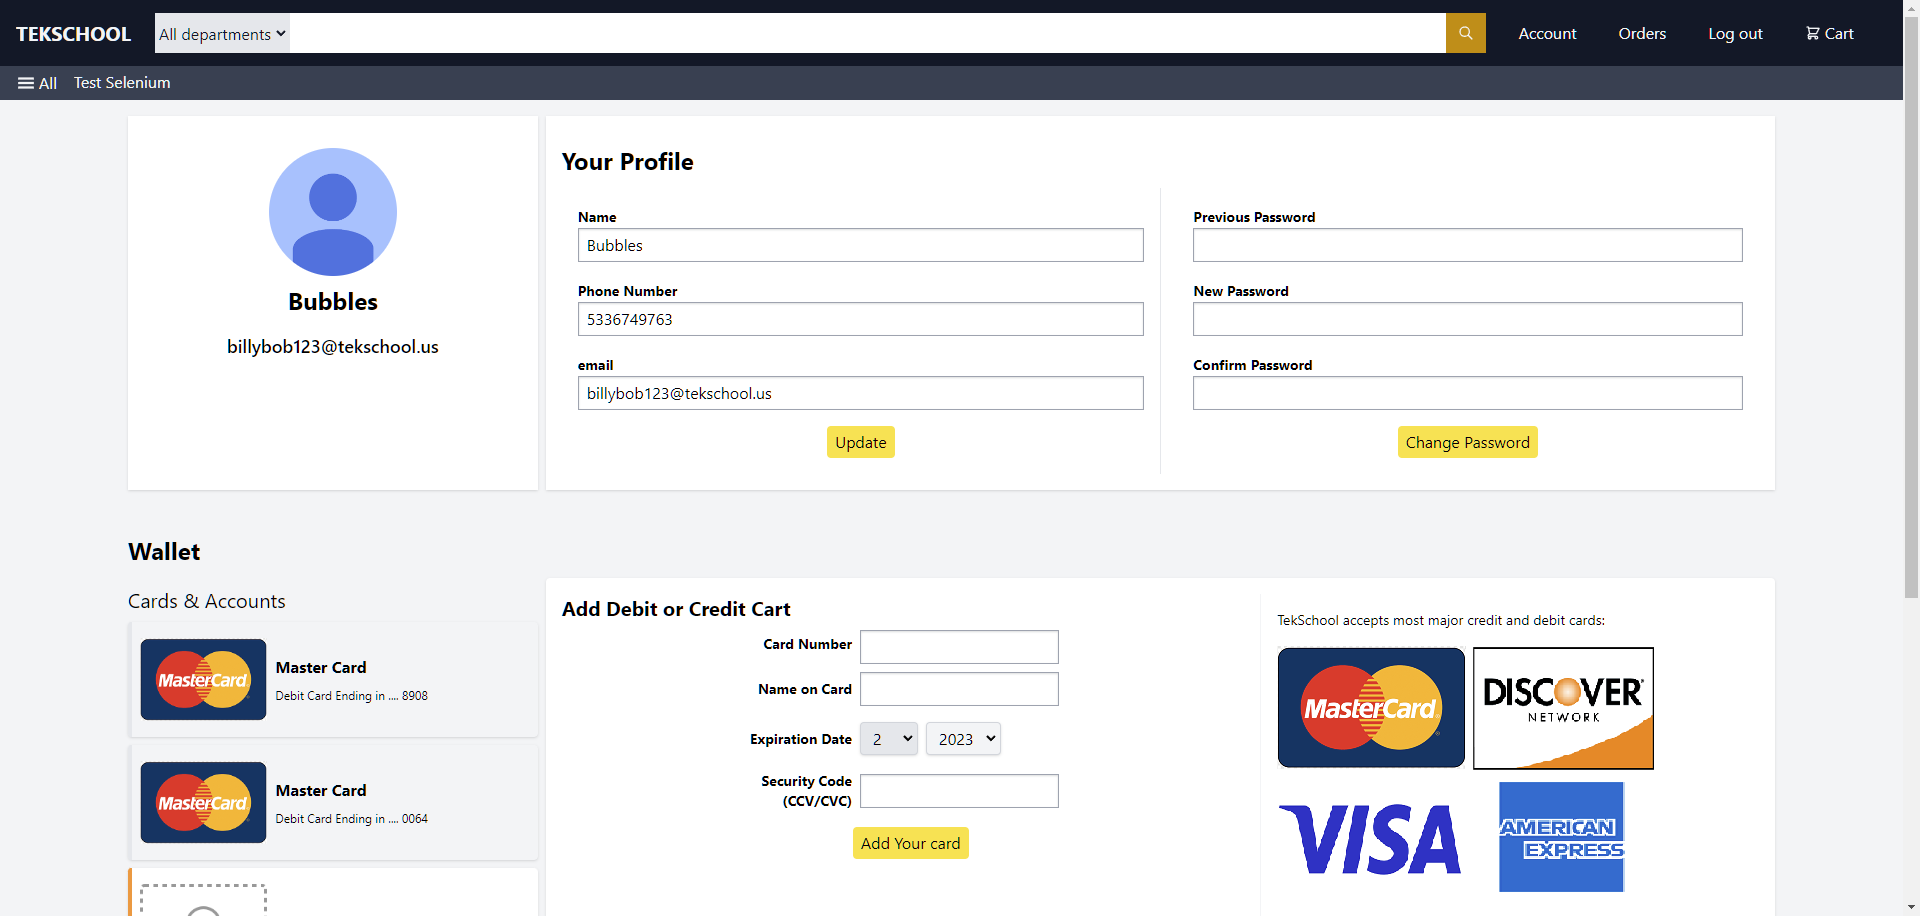 TEKSCHOOL
All departments
Account
Orders
Log out
Cart
All
Test Selenium
Bubbles
billybob123@tekschool.us
Your Profile
Name
Bubbles
Phone Number
5336749763
email
billybob123@tekschool.us
Update
Previous Password
New Password
Confirm Password
Change Password
Wallet
Cards & Accounts
MasterCard
Master Card
Debit Card Ending in .... 8908
MasterCard
Master Card
Debit Card Ending in .... 0064
Add Debit or Credit Cart
Card Number
Name on Card
Expiration Date
2
2023
Security Code
(CCV/CVC)
Add Your card
TekSchool accepts most major credit and debit cards:
MasterCard
DISCOVER
NETWORK
VISA
AMERICAN
EXPRESS